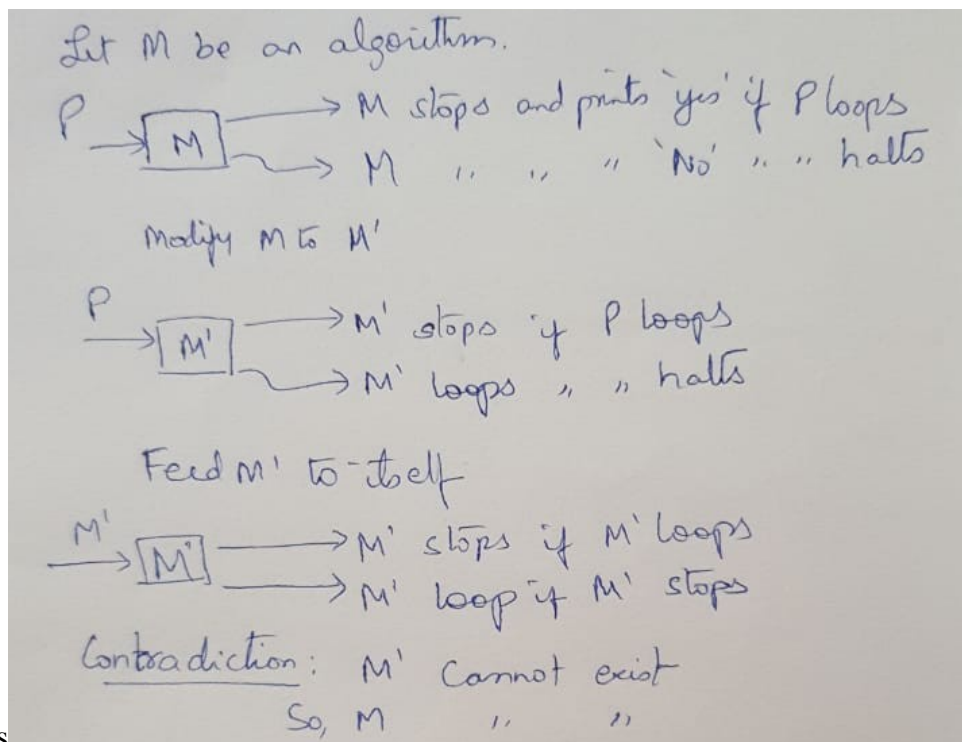 Let M be an algorithm.
P
M → M stops and prints 'yes' if P loops
→ M ,, ,, ,, 'No' ,, ,, halts
Modify M to M'
P
M' → M' stops if P loops
→ M' loops ,, ,, halts
Feed M' to itself
M'
M' → M' stops if M' loops
→ M' loop if M' stops
Contradiction: M' Cannot exist
So, M ,, ,,
s